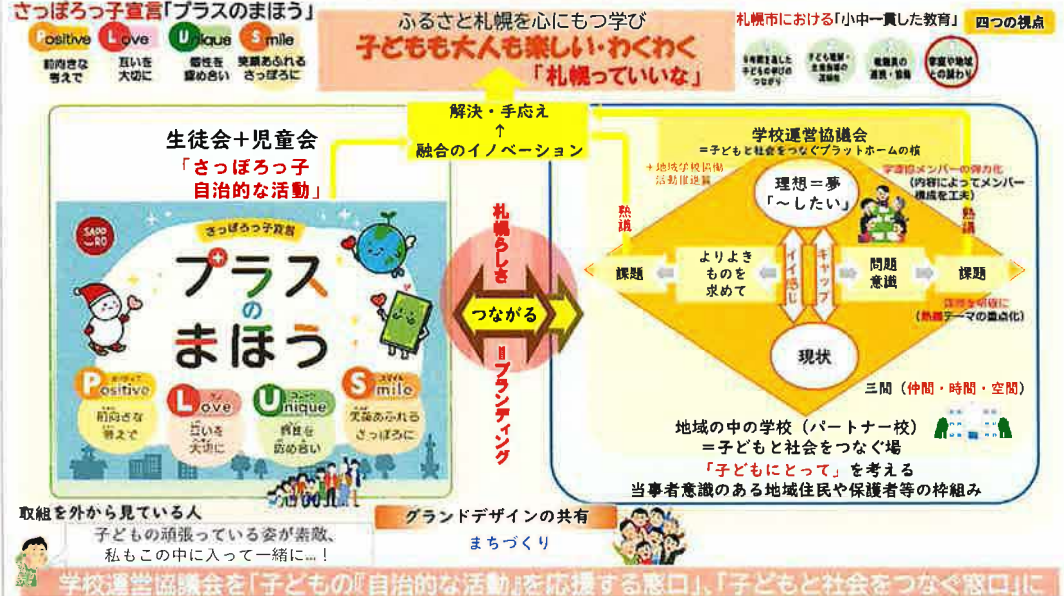 さっぽろっ子宣言「プラスのまほう」
Positive
Love
Unique
Smile
前向きな
考えで
互いを
大切に
個性を
認め合い
笑顔あふれる
さっぽろに
ふるさと札幌を心にもつ学び
子どもも大人も楽しい・わくわく
「札幌っていいな」
札幌市における「小中一貫した教育」
四つの視点
家庭や地域
との関わり
解決・手応え
↑
融合のイノベーション
生徒会+児童会
「さっぽろっ子
自治的な活動」
SAPP
RO
さっぽろっ子宣言
プラス
の
まほう
Positive
前向きな
考えで
Love
互いを
大切に
Unique
個性を
認め合い
Smile
笑顔あふれる
さっぽろに
札幌らしさ
つながる
=ブランディング
学校運営協議会
=子どもと社会をつなぐプラットホームの核
+地域学校協働
活動推進員
理想=夢
「~したい」
(内容によってメンバー
構成を工夫)
熟議
熟議
課題
よりよき
ものを
求めて
イイ感じ
ギャップ
問題
意識
課題
(熟議テーマの重点化)
現状
三間(仲間・時間・空間)
地域の中の学校(パートナー校)
=子どもと社会をつなぐ場
「子どもにとって」を考える
当事者意識のある地域住民や保護者等の枠組み
取組を外から見ている人
子どもの頑張っている姿が素敵、
私もこの中に入って一緒に…!
グランドデザインの共有
まちづくり
学校運営協議会を「子どもの『自治的な活動』を応援する窓口」、「子どもと社会をつなぐ窓口」に